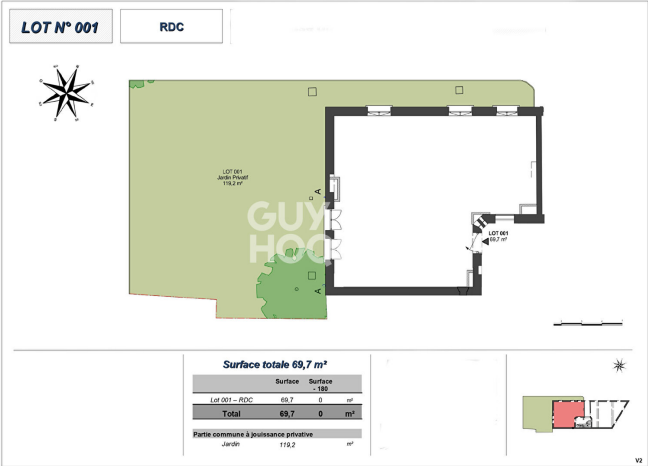 LOT N° 001
RDC
LOT 001
Jardin Privatif
119,2 m²
A
GUY
HOQ
LOT 001
69,7 m²
A
Surface totale 69,7 m²
Surface Surface - 180
Lot 001 – RDC 69,7 0 m²
Total 69,7 0 m²
Partie commune à jouissance privative
Jardin 119,2 m²
V2